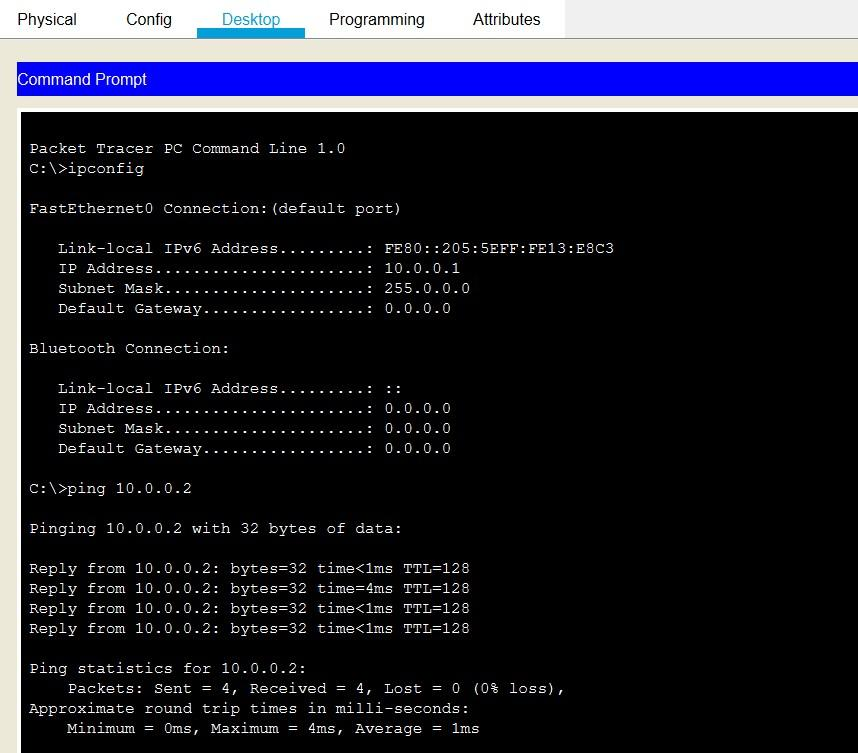 Physical Config Desktop Programming Attributes
Command Prompt
Packet Tracer PC Command Line 1.0
C:\>ipconfig
FastEthernet0 Connection:(default port)
Link-local IPv6 Address.........: FE80::205:5EFF:FE13:E8C3
IP Address......................: 10.0.0.1
Subnet Mask.....................: 255.0.0.0
Default Gateway.................: 0.0.0.0
Bluetooth Connection:
Link-local IPv6 Address.........: ::
IP Address......................: 0.0.0.0
Subnet Mask.....................: 0.0.0.0
Default Gateway.................: 0.0.0.0
C:\>ping 10.0.0.2
Pinging 10.0.0.2 with 32 bytes of data:
Reply from 10.0.0.2: bytes=32 time<1ms TTL=128
Reply from 10.0.0.2: bytes=32 time=4ms TTL=128
Reply from 10.0.0.2: bytes=32 time<1ms TTL=128
Reply from 10.0.0.2: bytes=32 time<1ms TTL=128
Ping statistics for 10.0.0.2:
Packets: Sent = 4, Received = 4, Lost = 0 (0% loss),
Approximate round trip times in milli-seconds:
Minimum = 0ms, Maximum = 4ms, Average = 1ms